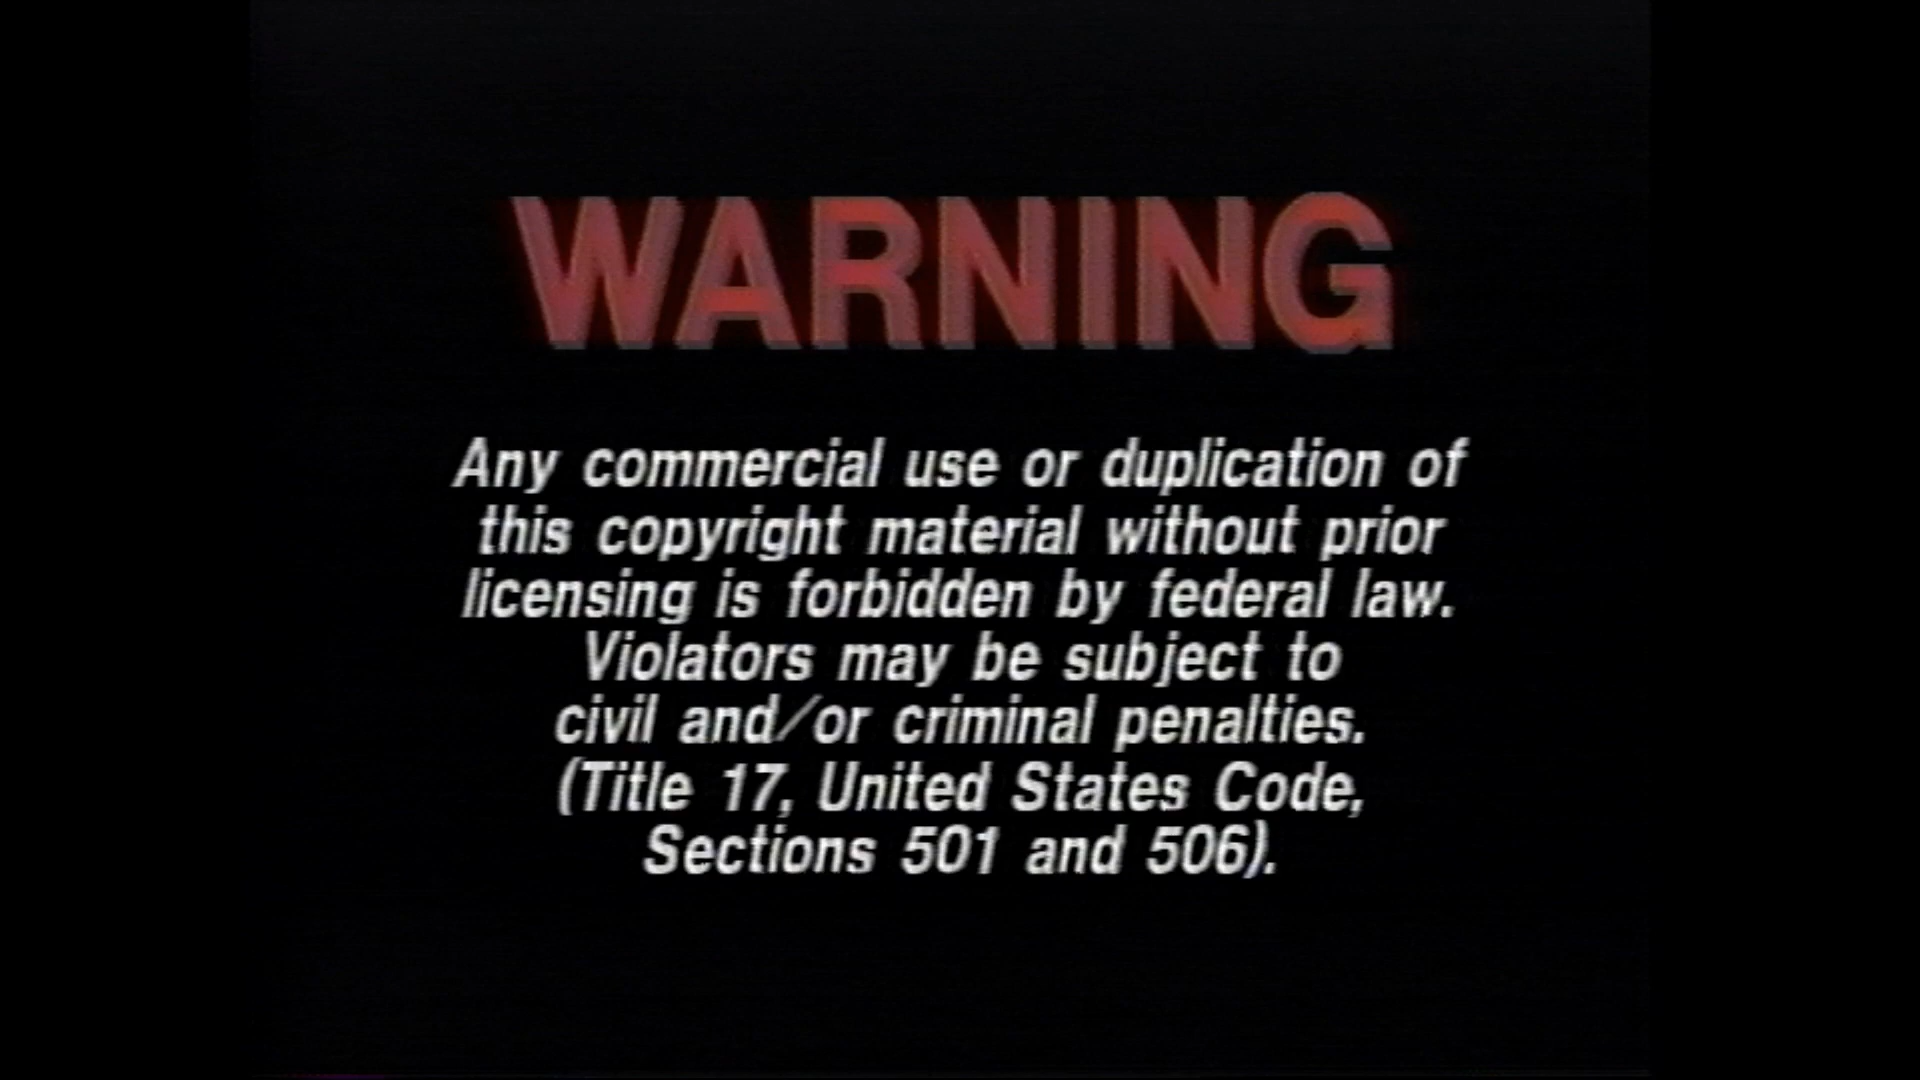 WARNING
Any commercial use or duplication of
this copyright material without prior
licensing is forbidden by federal law.
Violators may be subject to
civil and/or criminal penalties.
(Title 17, United States Code,
Sections 501 and 506).